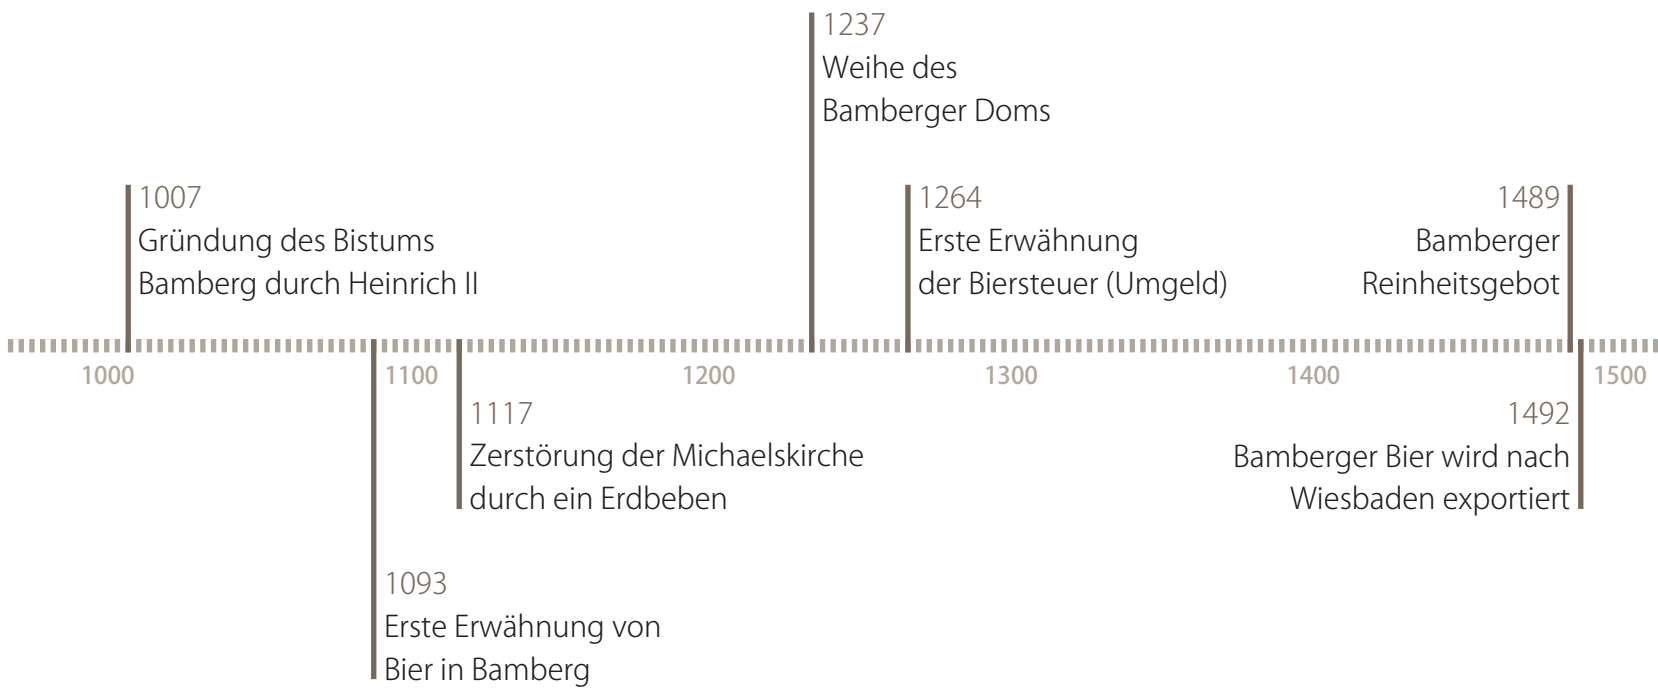 1237
Weihe des
Bamberger Doms
1007
Gründung des Bistums
Bamberg durch Heinrich II
1264
Erste Erwähnung
der Biersteuer (Umgeld)
1489
Bamberger
Reinheitsgebot
1000 1100 1200 1300 1400 1500
1117
Zerstörung der Michaelskirche
durch ein Erdbeben
1492
Bamberger Bier wird nach
Wiesbaden exportiert
1093
Erste Erwähnung von
Bier in Bamberg